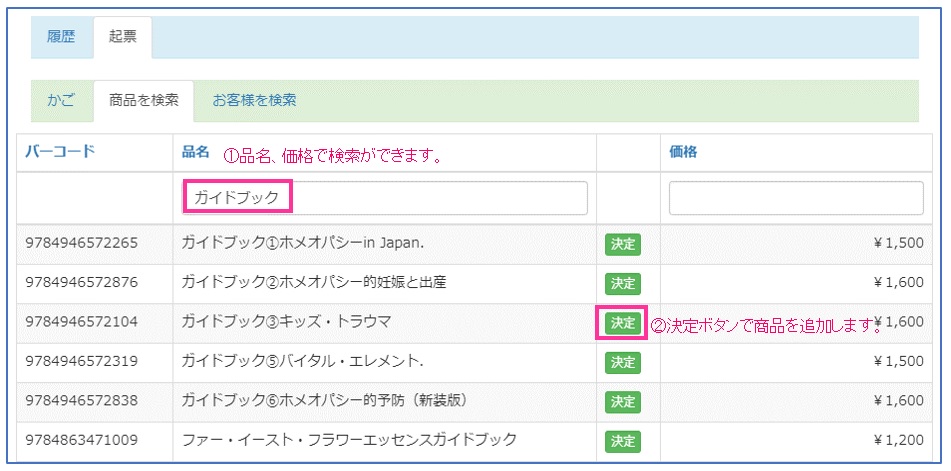 履歴 起票
かご 商品を検索 お客様を検索
バーコード 品名 ①品名、価格で検索ができます。 価格
ガイドブック
9784946572265 ガイドブック①ホメオパシーin Japan. 決定 ¥1,500
9784946572876 ガイドブック②ホメオパシー的妊娠と出産 決定 ¥1,600
9784946572104 ガイドブック③キッズ・トラウマ 決定 ②決定ボタンで商品を追加します。 ¥1,600
9784946572319 ガイドブック⑤バイタル・エレメント. 決定 ¥1,500
9784946572838 ガイドブック⑥ホメオパシー的予防（新装版） 決定 ¥1,600
9784863471009 ファー・イースト・フラワーエッセンスガイドブック 決定 ¥1,200